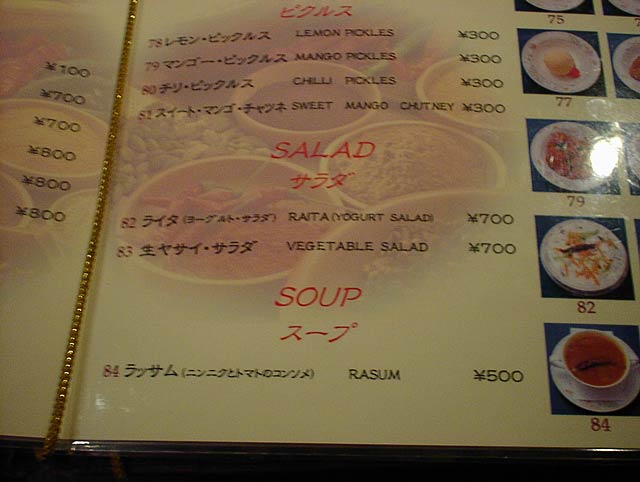 ¥100
¥700
¥700
¥800
¥800
¥800
ピクルス
78 レモン・ピックルス LEMON PICKLES ¥300
79 マンゴー・ピックルス MANGO PICKLES ¥300
80 チリ・ピックルス CHILLI PICKLES ¥300
81 スイート・マンゴ・チャツネ SWEET MANGO CHUTNEY ¥300
SALAD
サラダ
82 ライタ (ヨーグルト・サラダ) RAITA (YOGURT SALAD) ¥700
83 生ヤサイ・サラダ VEGETABLE SALAD ¥700
SOUP
スープ
84 ラッサム (ニンニクとトマトのコンソメ) RASUM ¥500
75
77
79
82
84